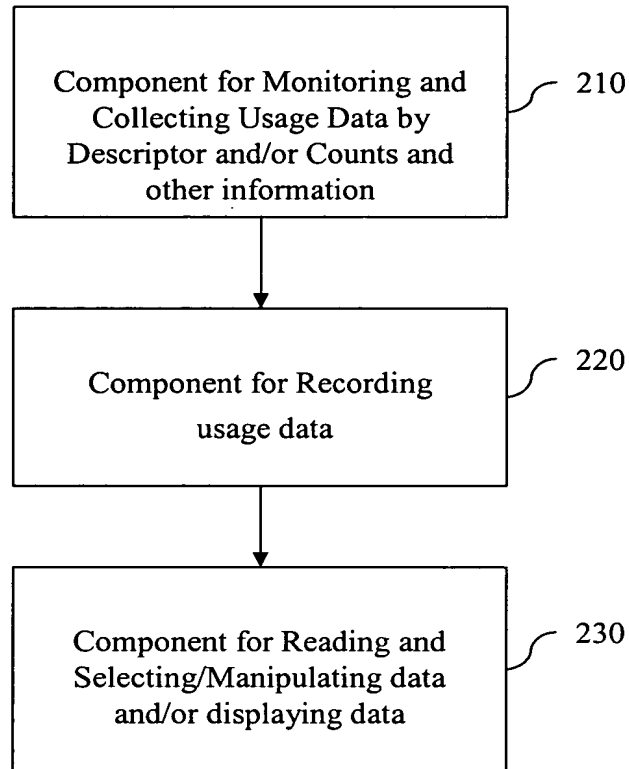 Component for Monitoring and
Collecting Usage Data by
Descriptor and/or Counts and
other information
210
Component for Recording
usage data
220
Component for Reading and
Selecting/Manipulating data
and/or displaying data
230